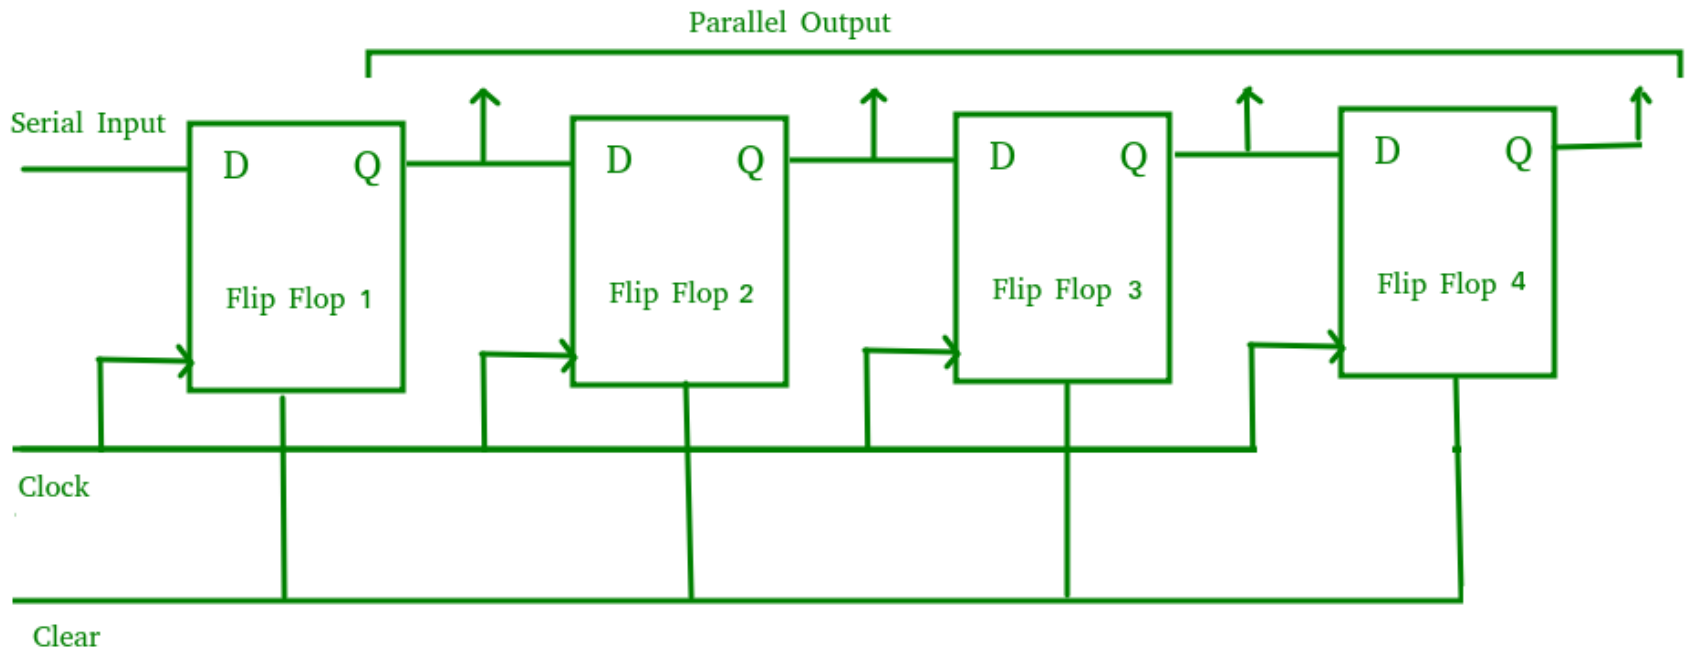 Parallel Output
Serial Input
D Q
D Q
D Q
D Q
Flip Flop 1
Flip Flop 2
Flip Flop 3
Flip Flop 4
Clock
Clear